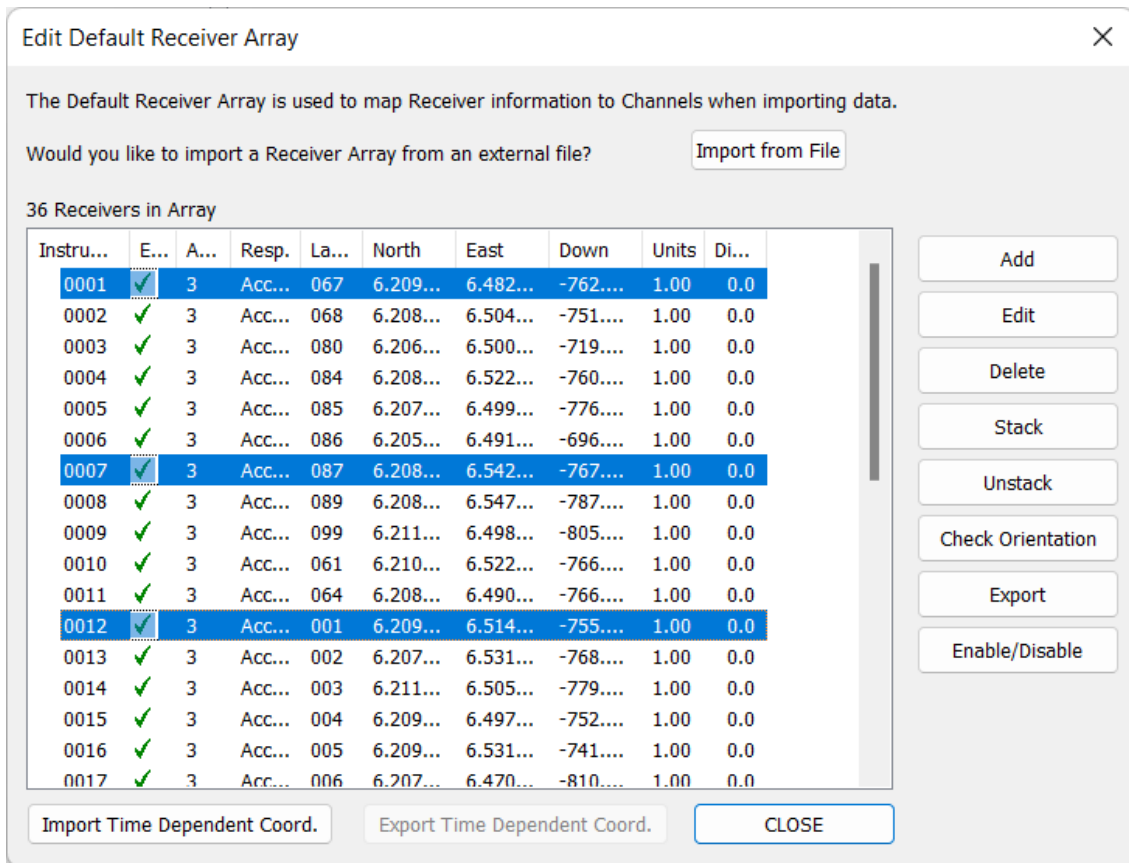 Edit Default Receiver Array
The Default Receiver Array is used to map Receiver information to Channels when importing data.
Would you like to import a Receiver Array from an external file? Import from File
36 Receivers in Array
Instru... E... A... Resp. La... North East Down Units Di...
0001 3 Acc... 067 6.209... 6.482... -762.... 1.00 0.0
0002 3 Acc... 068 6.208... 6.504... -751.... 1.00 0.0
0003 3 Acc... 080 6.206... 6.500... -719.... 1.00 0.0
0004 3 Acc... 084 6.208... 6.522... -760.... 1.00 0.0
0005 3 Acc... 085 6.207... 6.499... -776.... 1.00 0.0
0006 3 Acc... 086 6.205... 6.491... -696.... 1.00 0.0
0007 3 Acc... 087 6.208... 6.542... -767.... 1.00 0.0
0008 3 Acc... 089 6.208... 6.547... -787.... 1.00 0.0
0009 3 Acc... 099 6.211... 6.498... -805.... 1.00 0.0
0010 3 Acc... 061 6.210... 6.522... -766.... 1.00 0.0
0011 3 Acc... 064 6.208... 6.490... -766.... 1.00 0.0
0012 3 Acc... 001 6.209... 6.514... -755.... 1.00 0.0
0013 3 Acc... 002 6.207... 6.531... -768.... 1.00 0.0
0014 3 Acc... 003 6.211... 6.505... -779.... 1.00 0.0
0015 3 Acc... 004 6.209... 6.497... -752.... 1.00 0.0
0016 3 Acc... 005 6.209... 6.531... -741.... 1.00 0.0
0017 3 Acc... 006 6.207... 6.470... -810.... 1.00 0.0
Add
Edit
Delete
Stack
Unstack
Check Orientation
Export
Enable/Disable
Import Time Dependent Coord. Export Time Dependent Coord. CLOSE